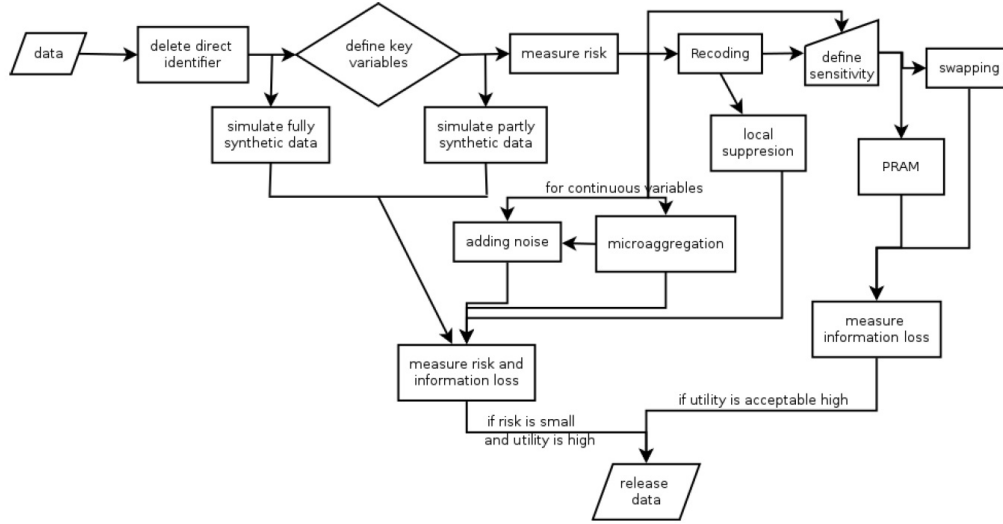 data
delete direct
identifier
define key
variables
measure risk
Recoding
define
sensitivity
swapping
simulate fully
synthetic data
simulate partly
synthetic data
local
suppresion
PRAM
for continuous variables
adding noise
microaggregation
measure
information loss
measure risk and
information loss
if utility is acceptable high
if risk is small
and utility is high
release
data